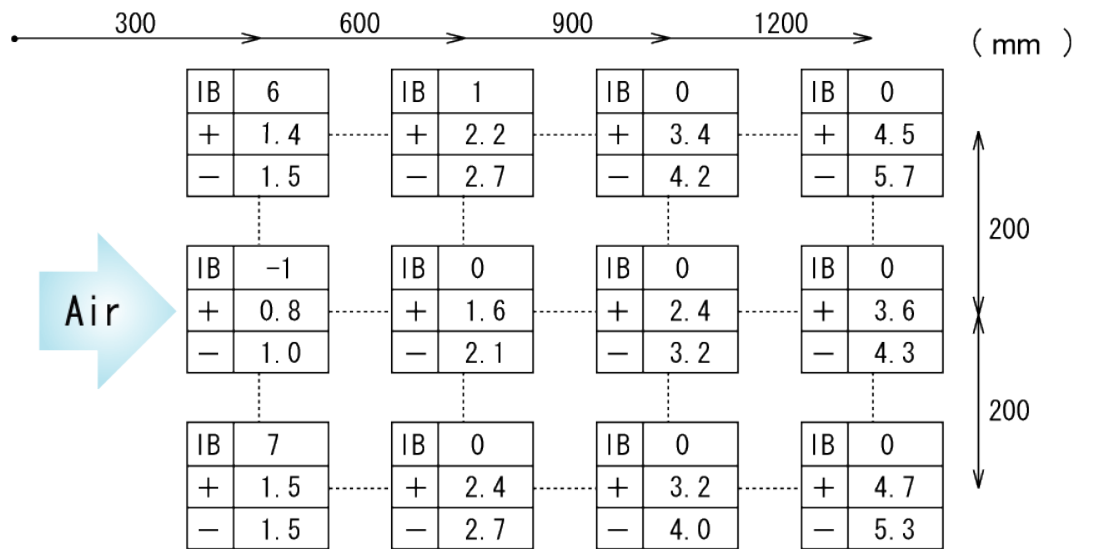 300 600 900 1200
( mm )
IB 6 IB 1 IB 0 IB 0
+ 1.4 + 2.2 + 3.4 + 4.5
− 1.5 − 2.7 − 4.2 − 5.7
200
IB -1 IB 0 IB 0 IB 0
Air + 0.8 + 1.6 + 2.4 + 3.6
− 1.0 − 2.1 − 3.2 − 4.3
200
IB 7 IB 0 IB 0 IB 0
+ 1.5 + 2.4 + 3.2 + 4.7
− 1.5 − 2.7 − 4.0 − 5.3